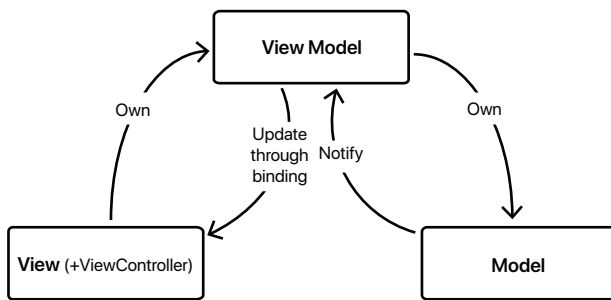 View Model
Own
Own
Update
through
binding
Notify
View (+ViewController)
Model